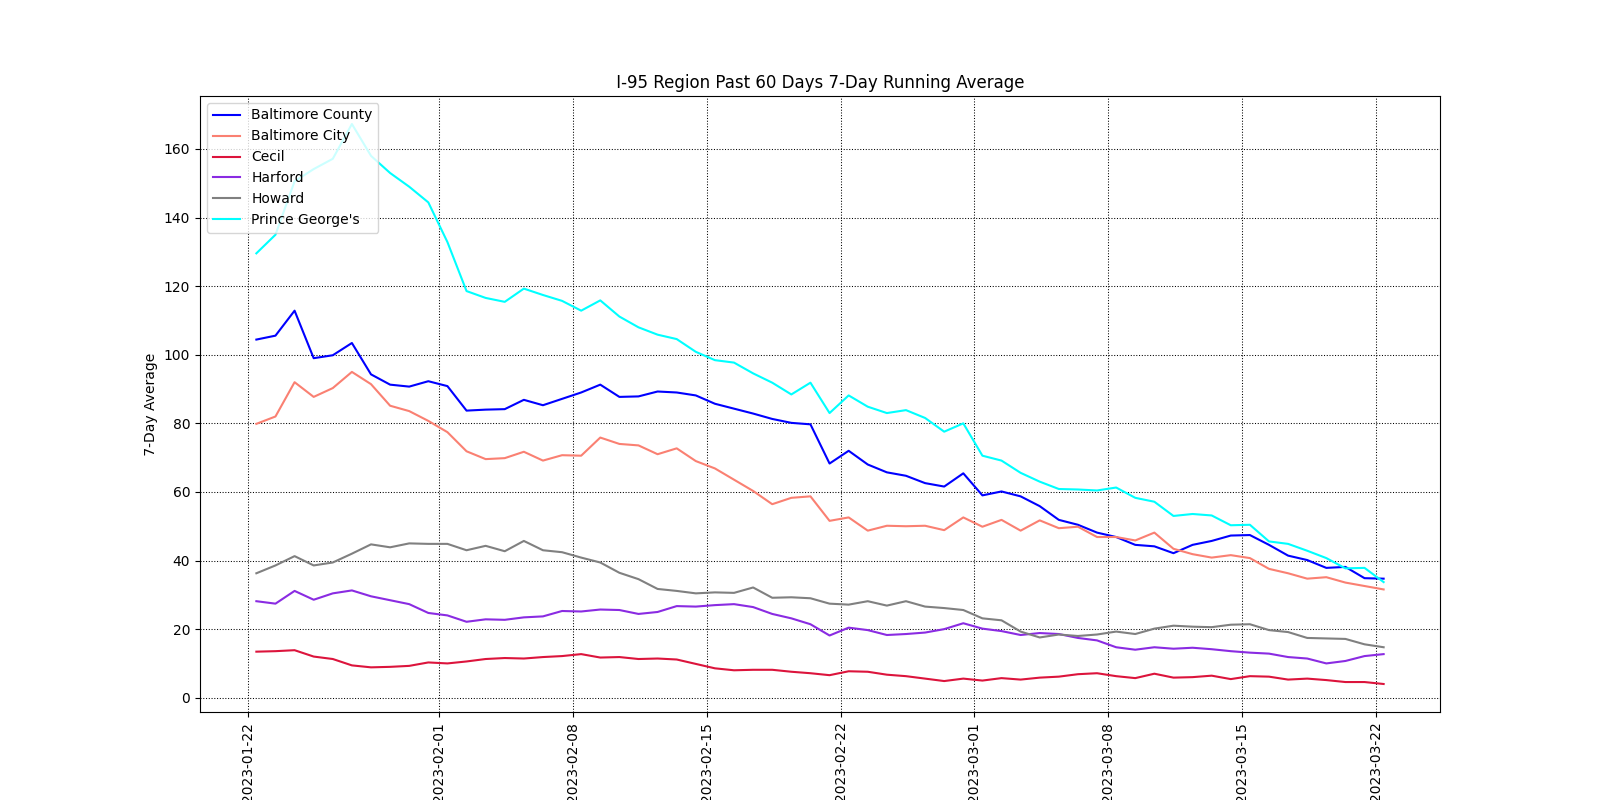 I-95 Region Past 60 Days 7-Day Running Average
Baltimore County
Baltimore City
Cecil
Harford
Howard
Prince George's
7-Day Average
160
140
120
100
80
60
40
20
0
2023-01-22
2023-02-01
2023-02-08
2023-02-15
2023-02-22
2023-03-01
2023-03-08
2023-03-15
2023-03-22